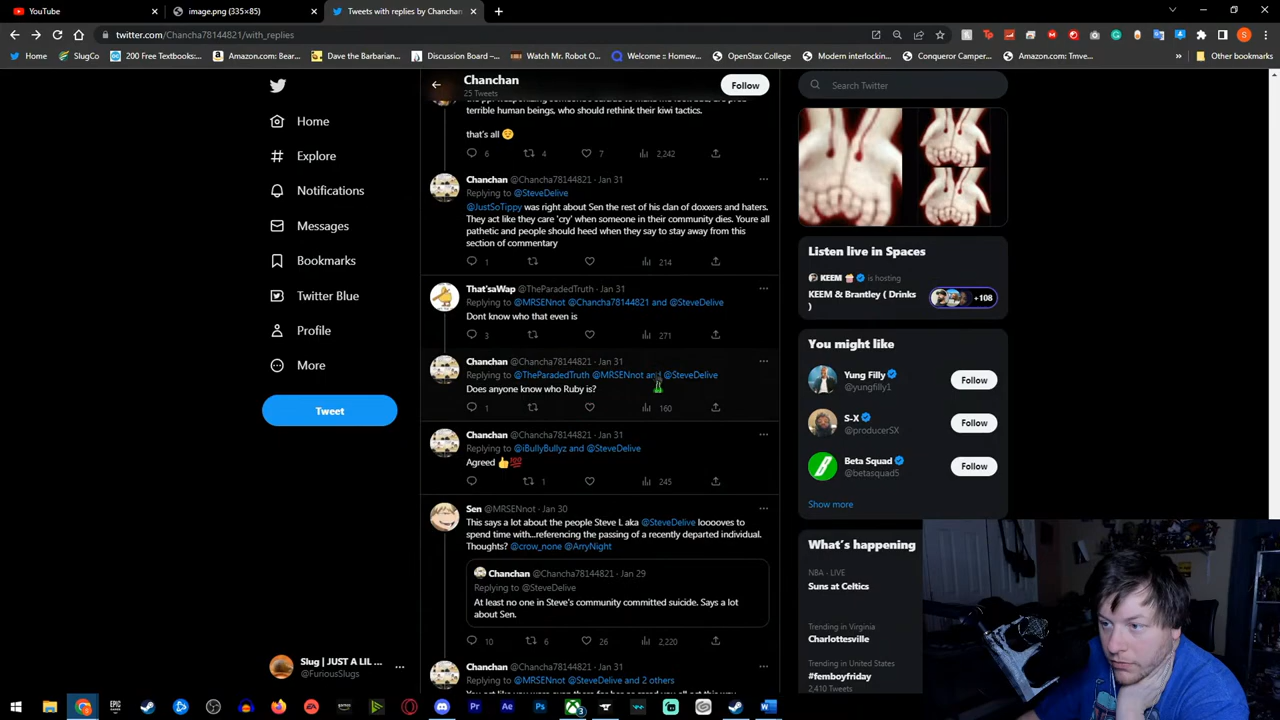 YouTube
image.png (335×85)
Tweets with replies by Chancha
twitter.com/Chancha78144821/with_replies
Home
SlugCo
200 Free Textbooks:...
Dave the Barbarian...
Discussion Board –...
Watch Mr. Robot O...
Welcome :: Homew...
OpenStax College
Modern interlockin...
Conquer Camper...
Amazon.com: Tmve...
Other bookmarks
Home
Explore
Notifications
Messages
Bookmarks
Twitter Blue
Profile
More
Tweet
Slug | JUST A LIL ...
@FuriousSlugs
Chanchan
25 Tweets
Follow
terrible human beings, who should rethink their kiwi tactics.
that's all 😌
6 4 7 2,242
Chanchan @Chancha78144821 · Jan 31
Replying to @SteveDelive
@JustSoTippy was right about Sen the rest of his clan of doxxers and haters.
They act like they care 'cry' when someone in their community dies. Youre all
pathetic and people should heed when they say to stay away from this
section of commentary
1 214
That'saWap @TheParadedTruth · Jan 31
Replying to @MRSENnot @Chancha78144821 and @SteveDelive
Dont know who that even is
3 271
Chanchan @Chancha78144821 · Jan 31
Replying to @TheParadedTruth @MRSENnot and @SteveDelive
Does anyone know who Ruby is?
1 160
Chanchan @Chancha78144821 · Jan 31
Replying to @iBullyBullyz and @SteveDelive
Agreed 👍💯
1 245
Sen @MRSENnot · Jan 30
This says a lot about the people Steve L aka @SteveDelive looooves to
spend time with...referencing the passing of a recently departed individual.
Thoughts? @crow_none @ArryNight
Chanchan @Chancha78144821 · Jan 29
Replying to @SteveDelive
At least no one in Steve's community committed suicide. Says a lot
about Sen.
10 6 26 2,220
Chanchan @Chancha78144821 · Jan 31
Replying to @MRSENnot @SteveDelive and 2 others
Search Twitter
Listen live in Spaces
KEEM 🍿 is hosting
KEEM & Brantley ( Drinks
)
+108
You might like
Yung Filly
@yungfilly1
Follow
S-X
@producerSX
Follow
Beta Squad
@betasquad5
Follow
Show more
What's happening
NBA · LIVE
Suns at Celtics
Trending in Virginia
Charlottesville
Trending in United States
#femboyfriday
2,410 Tweets